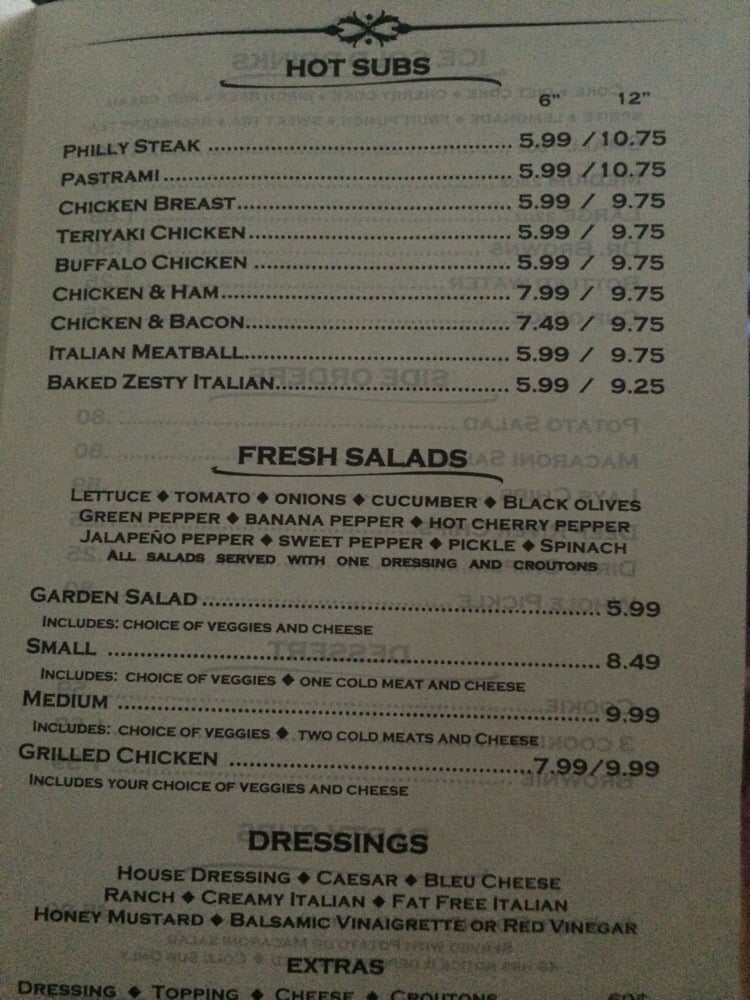 HOT SUBS
6" 12"
PHILLY STEAK 5.99 / 10.75
PASTRAMI 5.99 / 10.75
CHICKEN BREAST 5.99 / 9.75
TERIYAKI CHICKEN 5.99 / 9.75
BUFFALO CHICKEN 5.99 / 9.75
CHICKEN & HAM 7.99 / 9.75
CHICKEN & BACON 7.49 / 9.75
ITALIAN MEATBALL 5.99 / 9.75
BAKED ZESTY ITALIAN 5.99 / 9.25
FRESH SALADS
LETTUCE ◆ TOMATO ◆ ONIONS ◆ CUCUMBER ◆ BLACK OLIVES
GREEN PEPPER ◆ BANANA PEPPER ◆ HOT CHERRY PEPPER
JALAPEÑO PEPPER ◆ SWEET PEPPER ◆ PICKLE ◆ SPINACH
ALL SALADS SERVED WITH ONE DRESSING AND CROUTONS
GARDEN SALAD 5.99
INCLUDES: CHOICE OF VEGGIES AND CHEESE
SMALL 8.49
INCLUDES: CHOICE OF VEGGIES ◆ ONE COLD MEAT AND CHEESE
MEDIUM 9.99
INCLUDES: CHOICE OF VEGGIES ◆ TWO COLD MEATS AND CHEESE
GRILLED CHICKEN 7.99/9.99
INCLUDES YOUR CHOICE OF VEGGIES AND CHEESE
DRESSINGS
HOUSE DRESSING ◆ CAESAR ◆ BLEU CHEESE
RANCH ◆ CREAMY ITALIAN ◆ FAT FREE ITALIAN
HONEY MUSTARD ◆ BALSAMIC VINAIGRETTE OR RED VINEGAR
EXTRAS
DRESSING ◆ TOPPING ◆ CHEESE ◆ CROUTONS